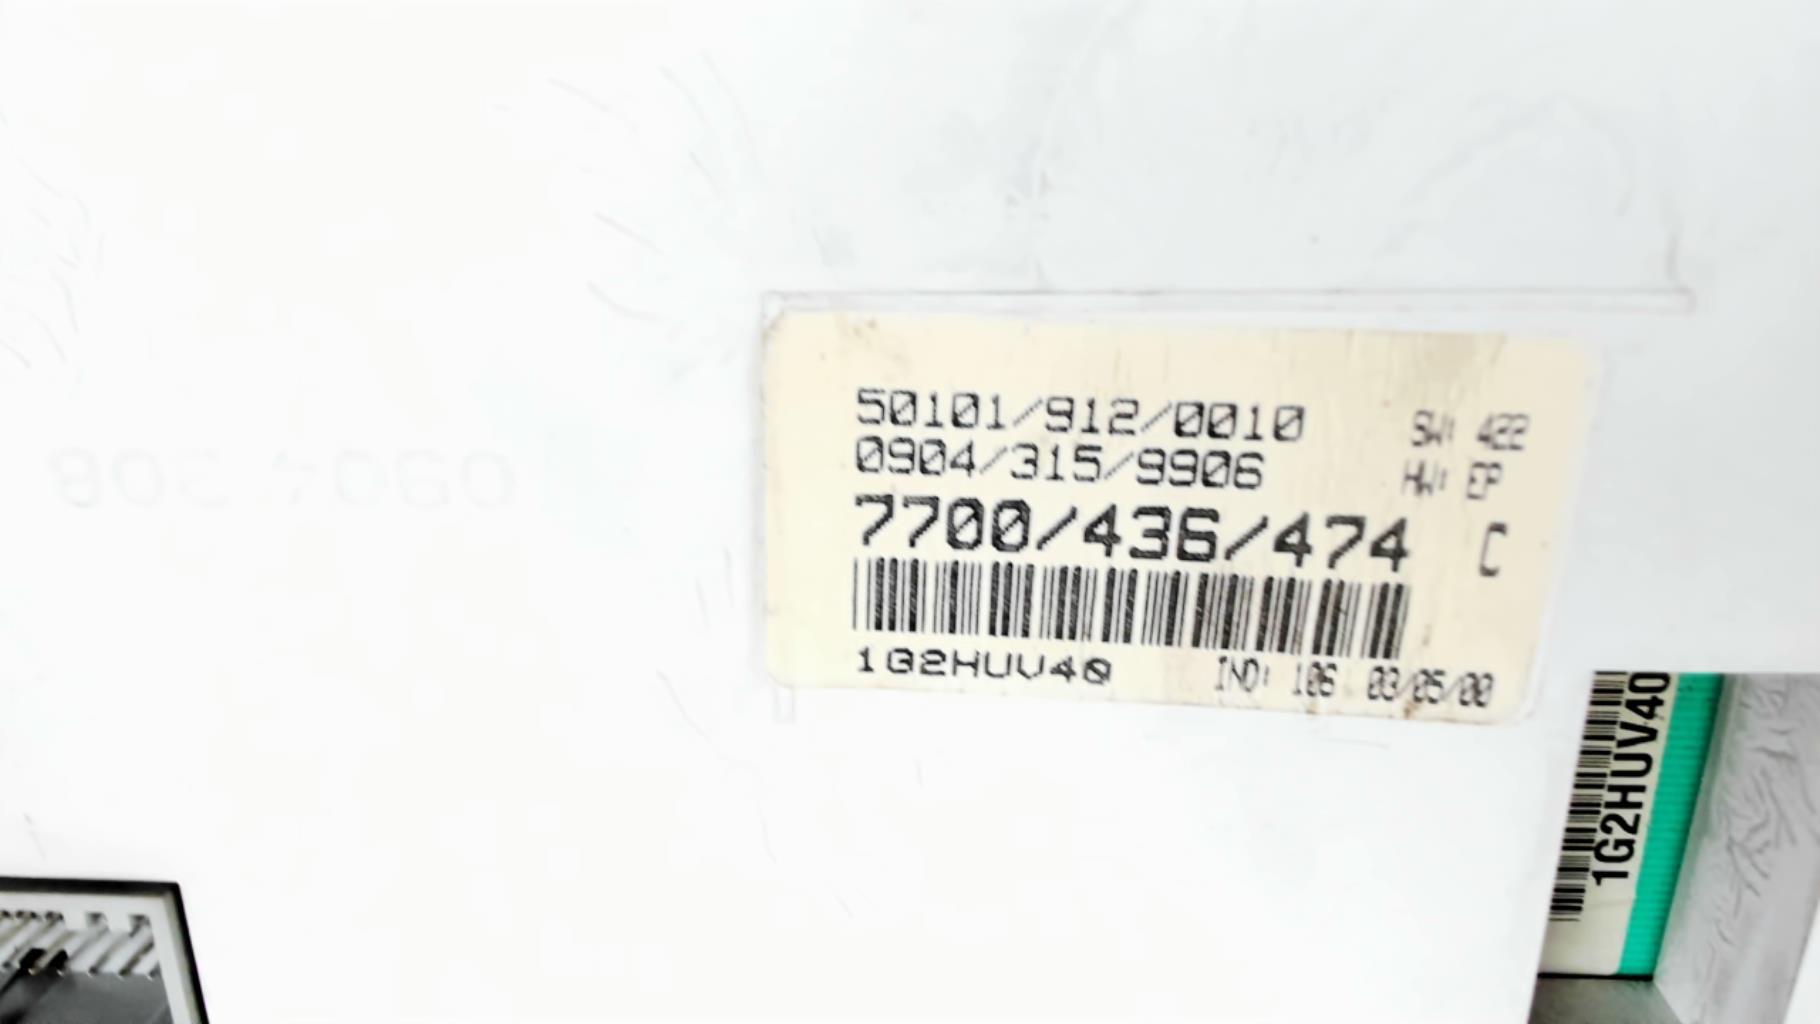 50101/912/0010 SW: 422
0904/315/9906 HW: EP
7700/436/474 C
1G2HUV40 IND: 106 03/05/00
1G2HUV40